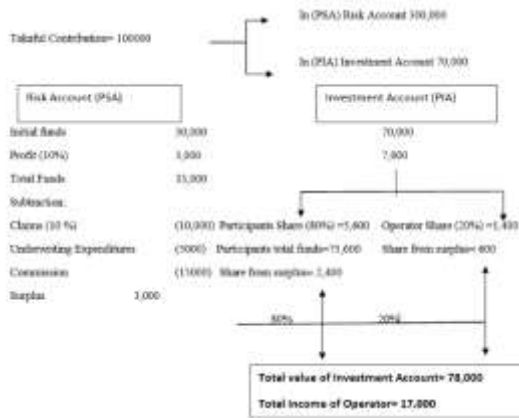 In (PSA) Risk Account 300,000
Takaful Contribution= 100000
In (PIA) Investment Account 70,000
Risk Account (PSA)
Investment Account (PIA)
Initial funds 30,000 70,000
Profit (10%) 3,000 7,000
Total Funds 33,000
Subtraction:
Claims (10 %) (10,000) Participants Share (80%) =5,600 Operator Share (20%) =1,400
Underwriting Expenditures (5000) Participants total funds=75,600 Share from surplus= 600
Commission (15000) Share from surplus= 2,400
Surplus 3,000
80% 20%
Total value of Investment Account= 78,000
Total Income of Operator= 17.000